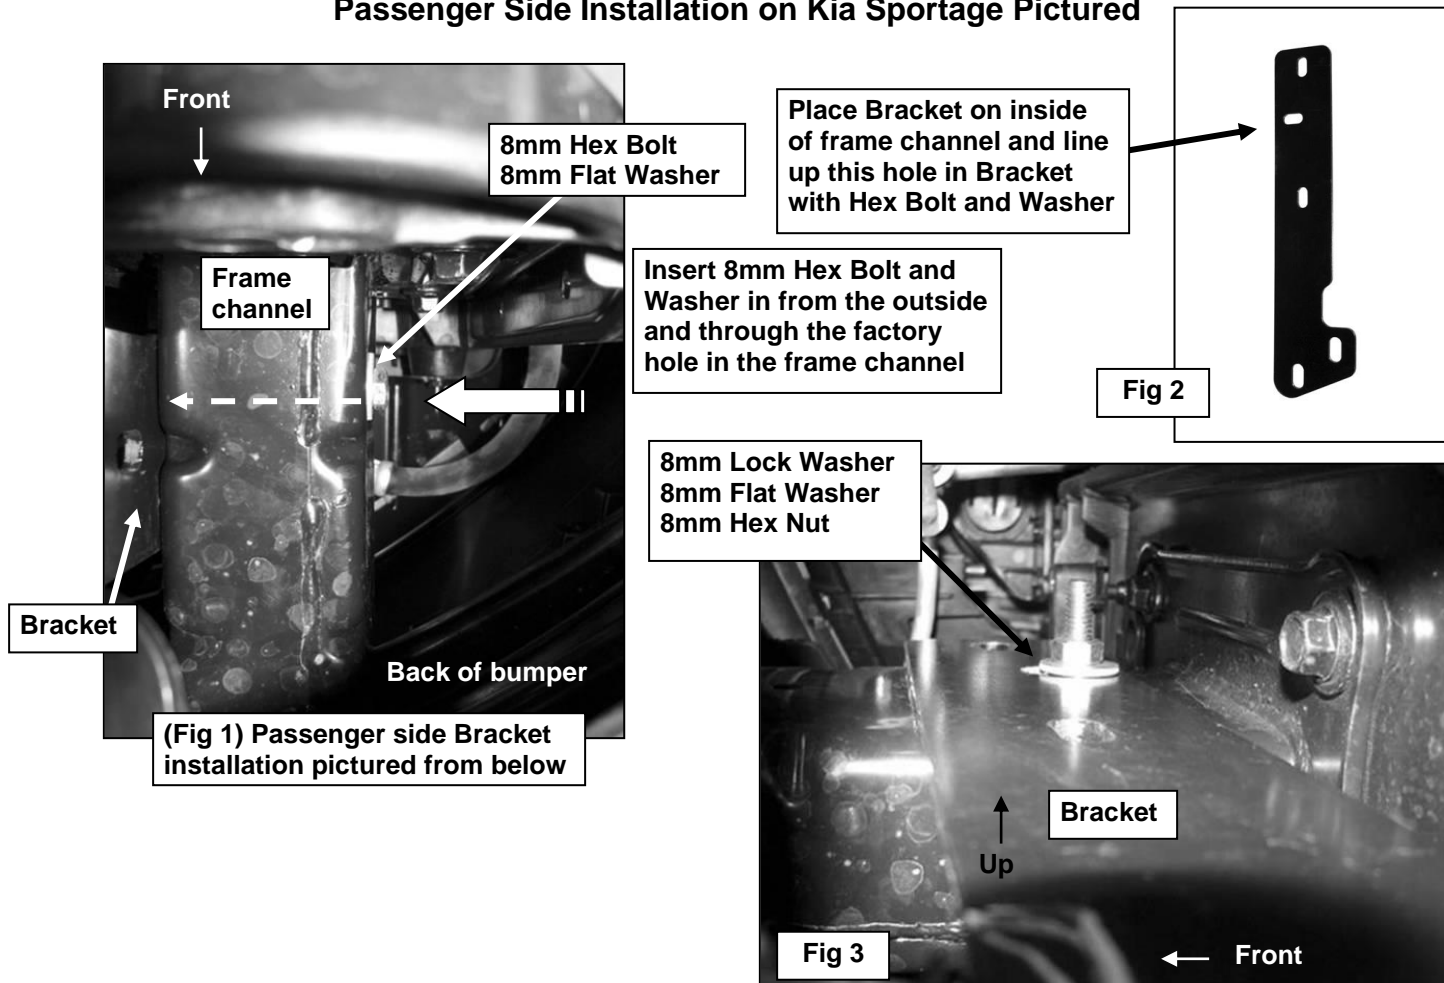 Passenger Side Installation on Kia Sportage Pictured
Front
8mm Hex Bolt
8mm Flat Washer
Frame
channel
Bracket
Back of bumper
(Fig 1) Passenger side Bracket
installation pictured from below
Place Bracket on inside
of frame channel and line
up this hole in Bracket
with Hex Bolt and Washer
Fig 2
Insert 8mm Hex Bolt and
Washer in from the outside
and through the factory
hole in the frame channel
8mm Lock Washer
8mm Flat Washer
8mm Hex Nut
Bracket
Up
Fig 3
Front